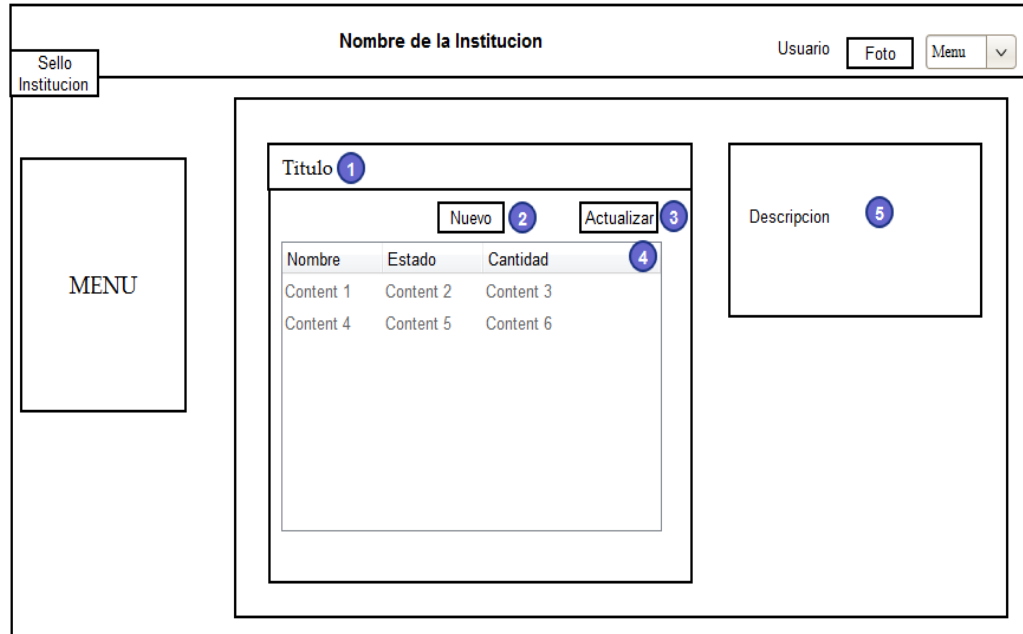 Nombre de la Institucion
Usuario
Foto
Menu
Sello
Institucion
MENU
Titulo 1
Nuevo 2
Actualizar 3
Nombre Estado Cantidad 4
Content 1 Content 2 Content 3
Content 4 Content 5 Content 6
Descripcion 5